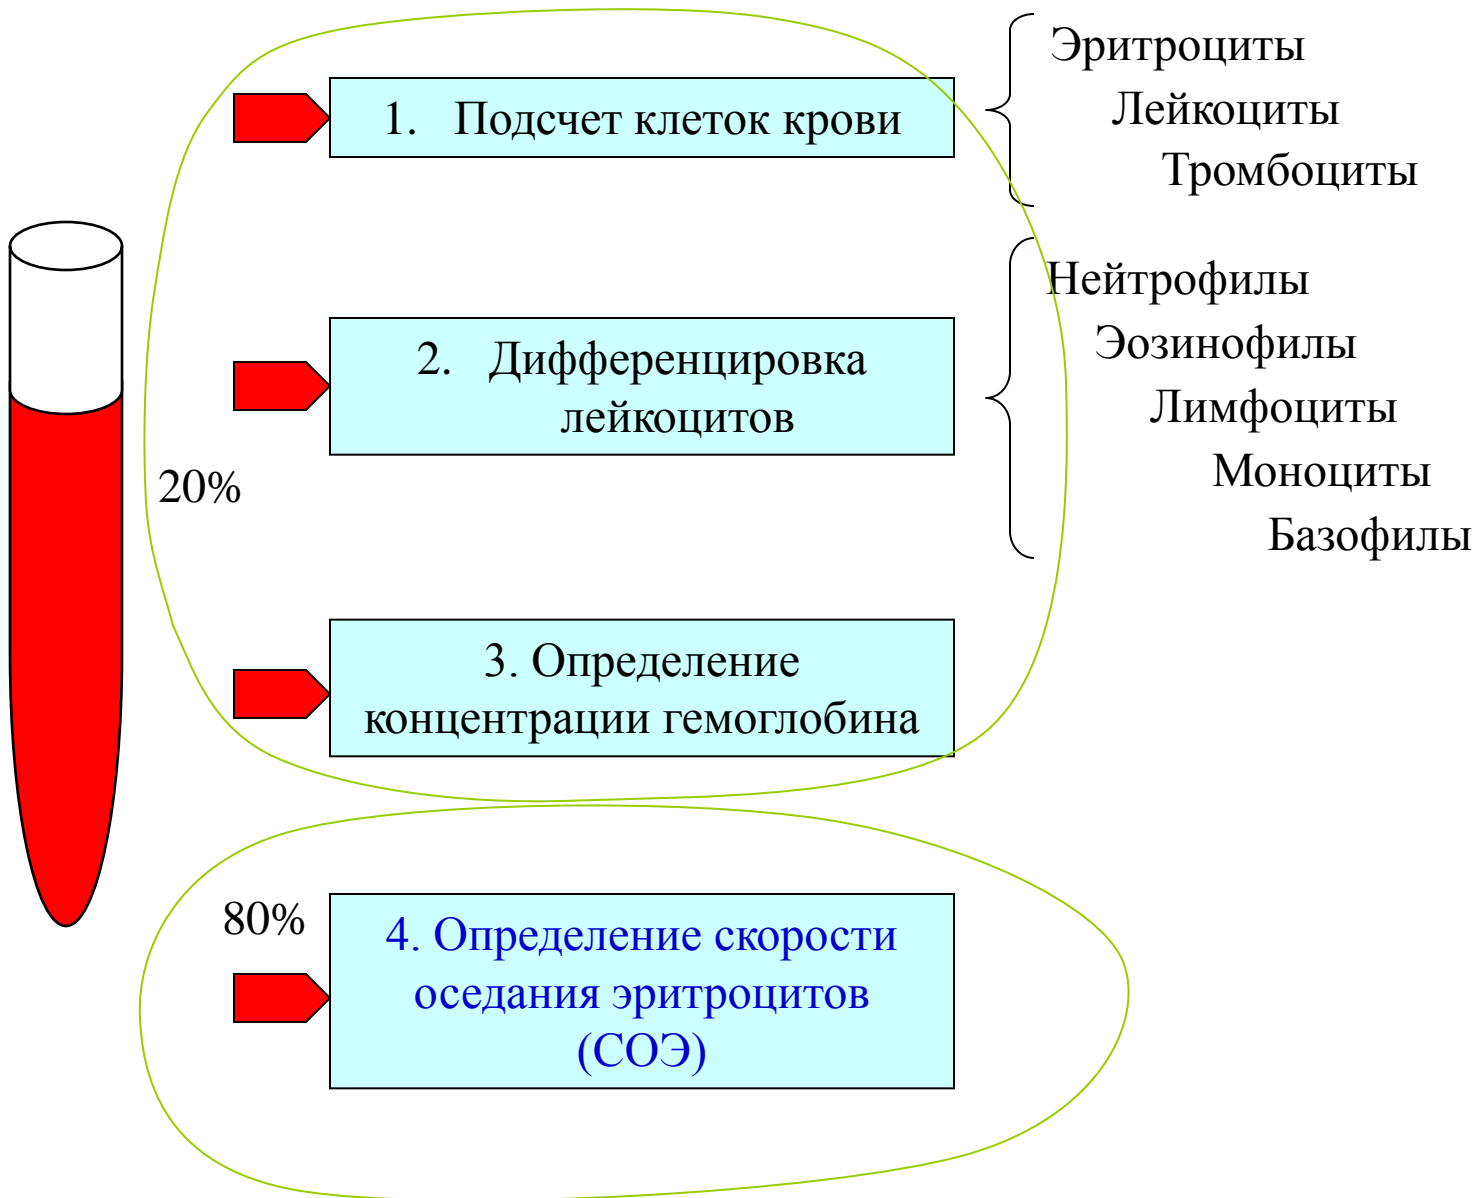 1. Подсчет клеток крови
Эритроциты
Лейкоциты
Тромбоциты
2. Дифференцировка
лейкоцитов
Нейтрофилы
Эозинофилы
Лимфоциты
Моноциты
Базофилы
20%
3. Определение
концентрации гемоглобина
80%
4. Определение скорости
оседания эритроцитов
(СОЭ)